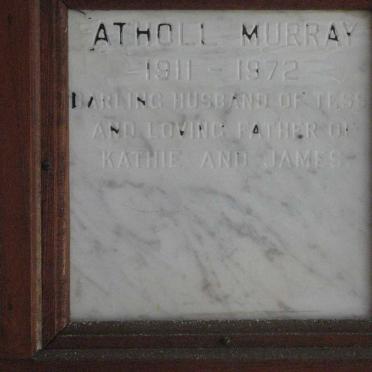 ATHOLL MURRAY
1911 - 1972
DARLING HUSBAND OF TESS
AND LOVING FATHER OF
KATHIE AND JAMES